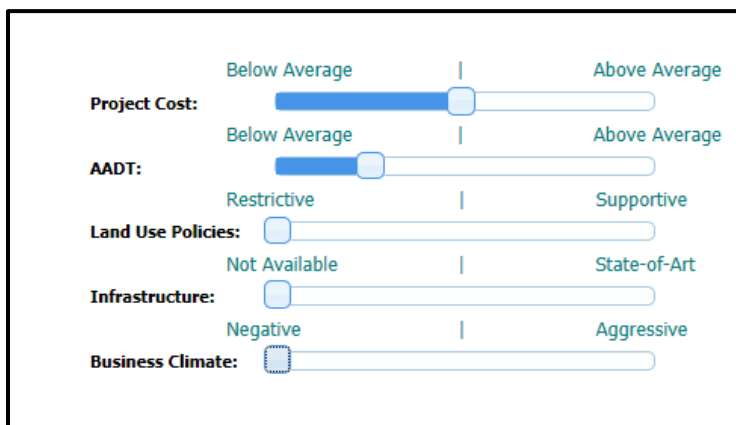 Below Average | Above Average
Project Cost:
Below Average | Above Average
AADT:
Restrictive | Supportive
Land Use Policies:
Not Available | State-of-Art
Infrastructure:
Negative | Aggressive
Business Climate: